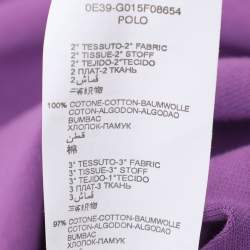 0E39-G015F08654
POLO
2° TESSUTO-2° FABRIC
2° TISSUE-2° STOFF
2° TEJIDO-2°TECIDO
2 ПЛАТ-2 ТКАНЬ
100% COTONE-COTTON-BAUMWOLLE
COTON-ALGODON-ALGODAO
BUMBAC
ХЛОПОК-ПАМУК
قطن
棉
3° TESSUTO-3° FABRIC
3° TISSUE-3° STOFF
3° TEJIDO-1°TECIDO
3 ПЛАТ-3 ТКАНЬ
97% COTONE-COTTON-BAUMWOLLE
COTON-ALGODON-ALGODAO
BUMBAC
ХЛОПОК-ПАМУК